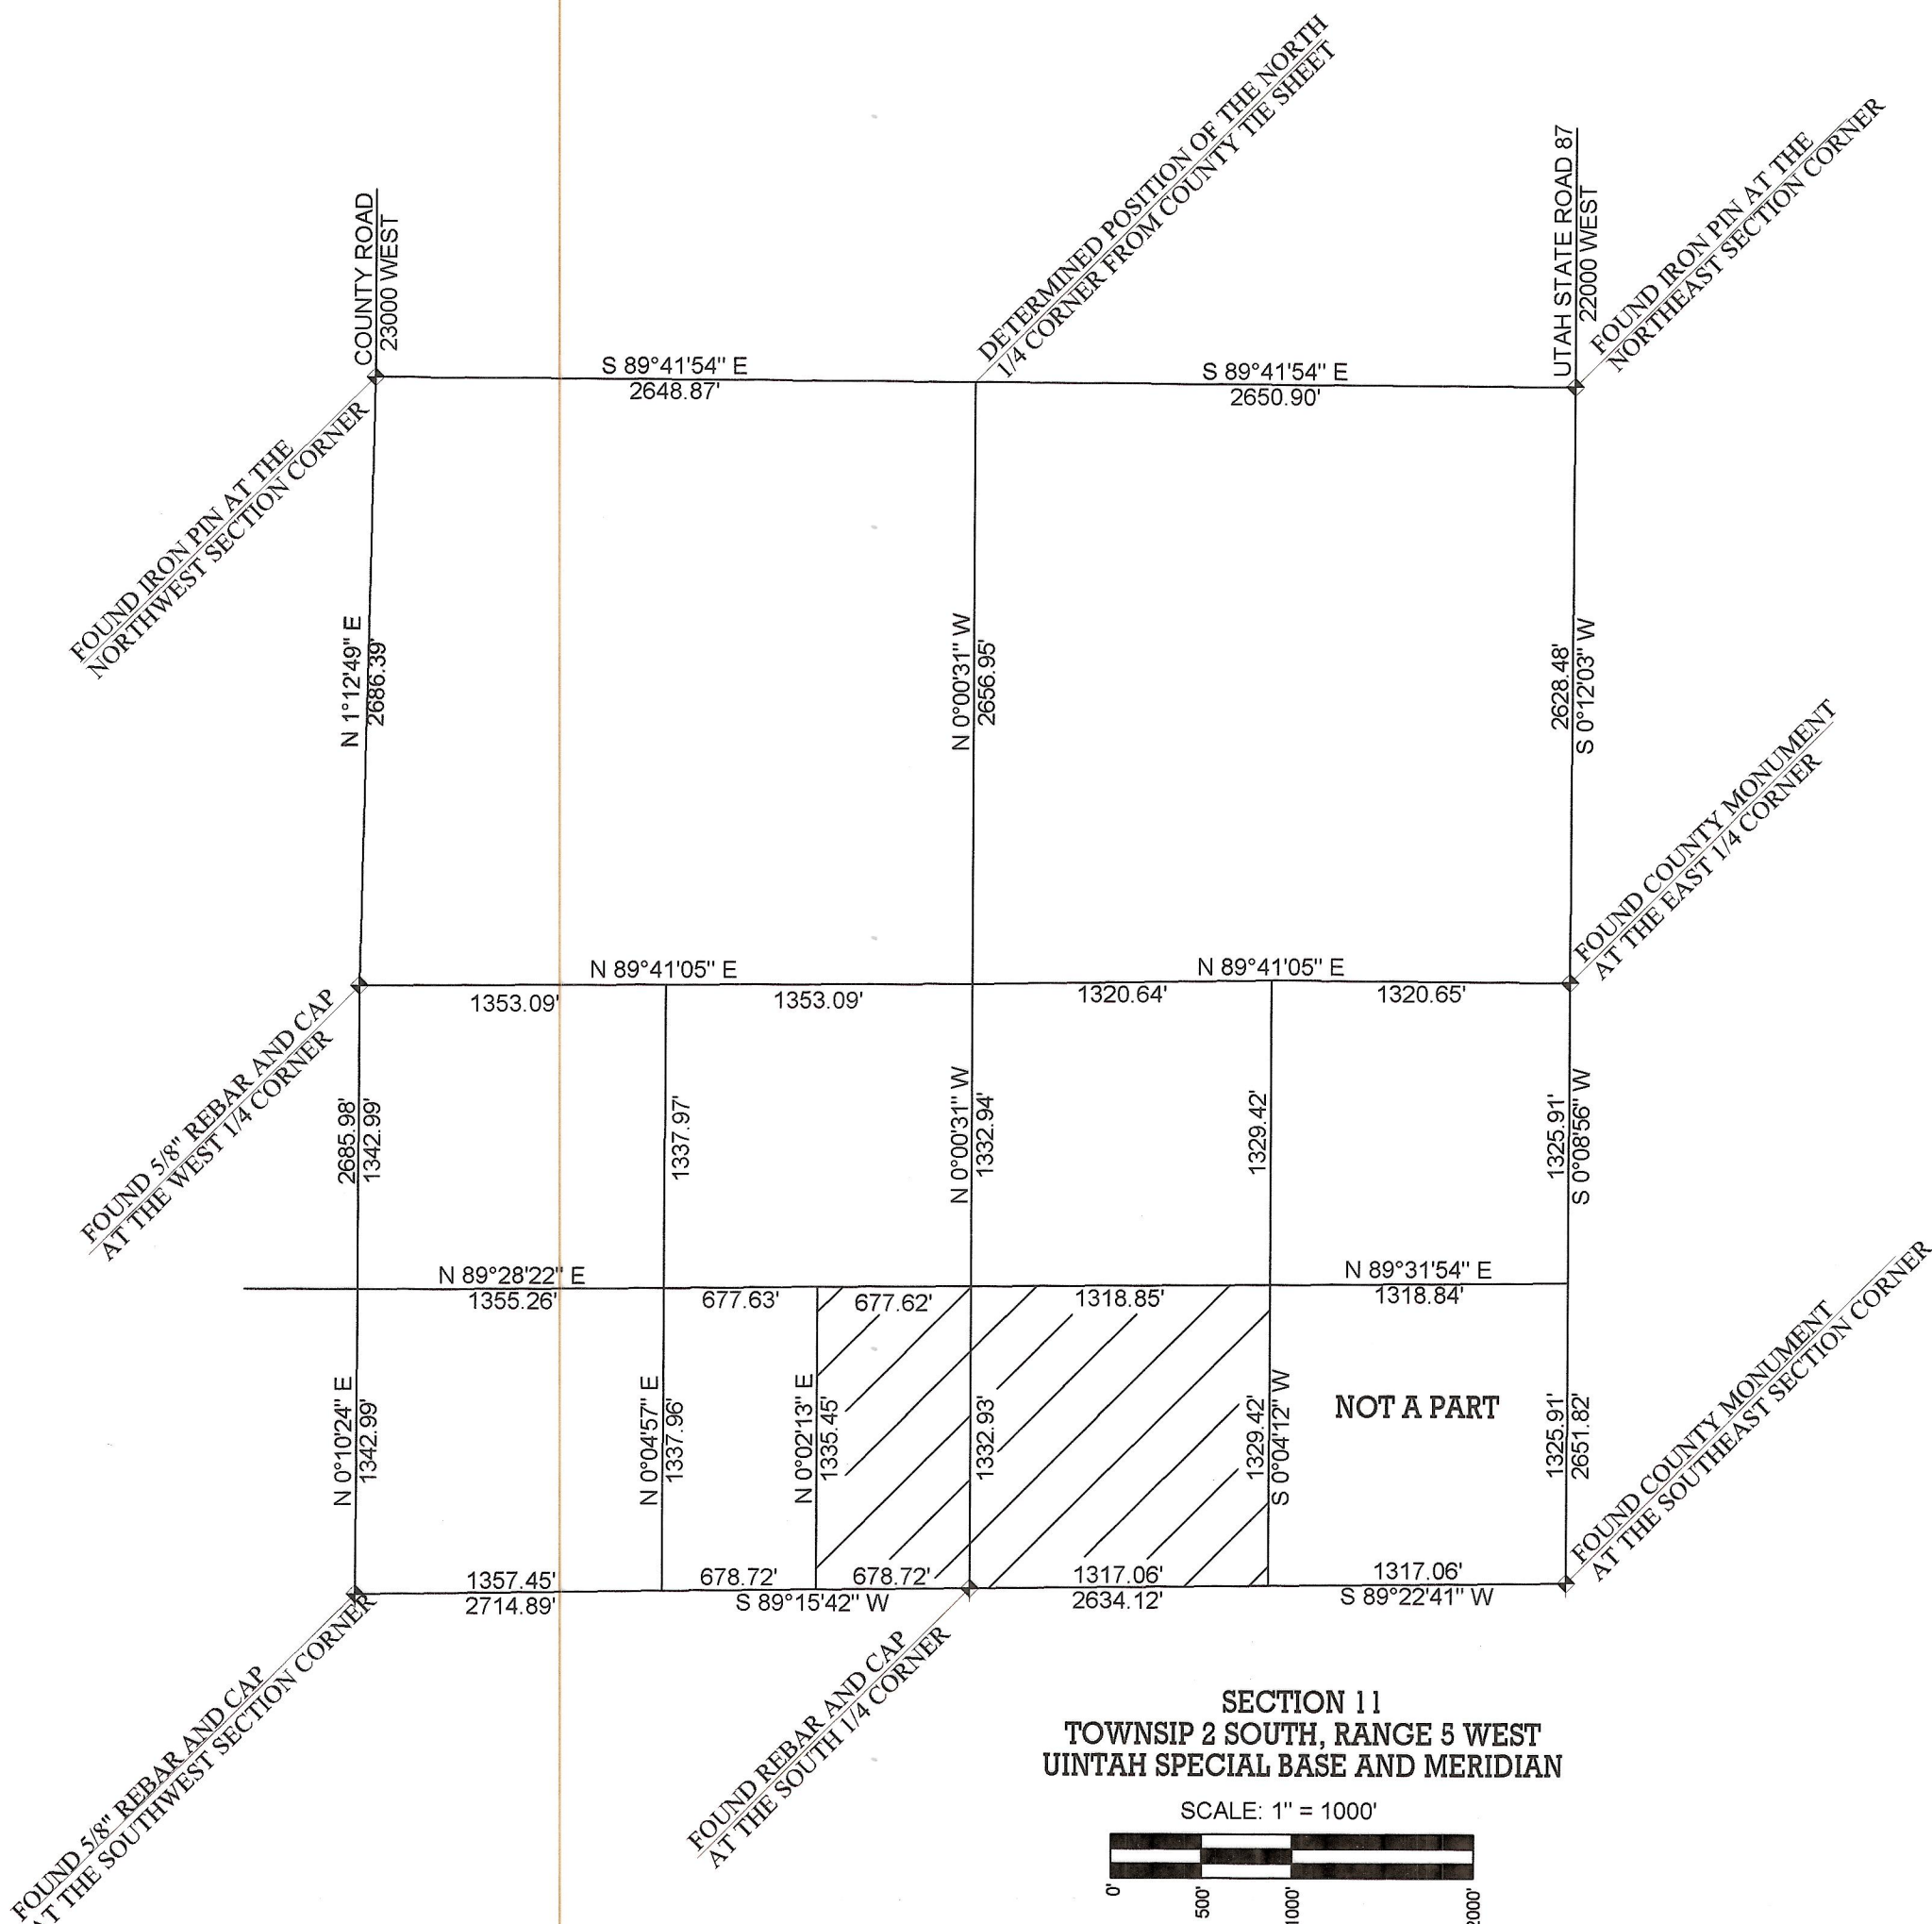 COUNTY ROAD
23000 WEST
DETERMINED POSITION OF THE NORTH
1/4 CORNER FROM COUNTY TIE SHEET
UTAH STATE ROAD 87
22000 WEST
FOUND IRON PIN AT THE
NORTHEAST SECTION CORNER
S 89°41'54" E
2648.87'
S 89°41'54" E
2650.90'
FOUND IRON PIN AT THE
NORTHWEST SECTION CORNER
N 1°12'49" E
2686.39'
N 0°00'31" W
2656.95'
2628.48'
S 0°12'03" W
FOUND COUNTY MONUMENT
AT THE EAST 1/4 CORNER
N 89°41'05" E
1353.09'
1353.09'
N 89°41'05" E
1320.64'
1320.65'
FOUND 5/8" REBAR AND CAP
AT THE WEST 1/4 CORNER
2685.98'
1342.99'
1337.97'
N 0°00'31" W
1332.94'
1329.42'
1325.91'
S 0°08'56" W
N 89°28'22" E
1355.26'
677.63'
677.62'
1318.85'
N 89°31'54" E
1318.84'
N 0°10'24" E
1342.99'
N 0°04'57" E
1337.96'
N 0°02'13" E
1335.45'
1332.93'
1329.42'
S 0°04'12" W
NOT A PART
1325.91'
2651.82'
FOUND COUNTY MONUMENT
AT THE SOUTHEAST SECTION CORNER
1357.45'
2714.89'
678.72'
678.72'
S 89°15'42" W
1317.06'
2634.12'
1317.06'
S 89°22'41" W
FOUND 5/8" REBAR AND CAP
AT THE SOUTHWEST SECTION CORNER
FOUND REBAR AND CAP
AT THE SOUTH 1/4 CORNER
SECTION 11
TOWNSIP 2 SOUTH, RANGE 5 WEST
UINTAH SPECIAL BASE AND MERIDIAN
SCALE: 1" = 1000'
0'
500'
1000'
2000'